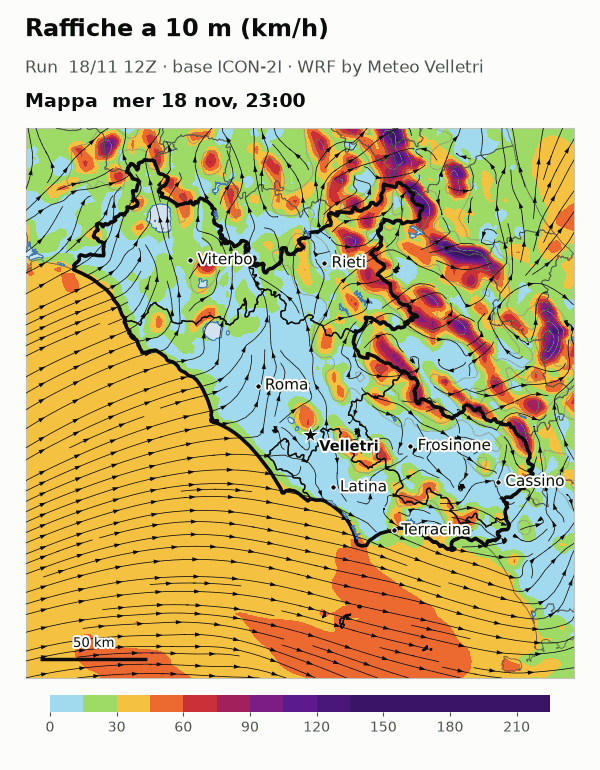 Raffiche a 10 m (km/h)
Run  18/11 12Z · base ICON-2I · WRF by Meteo Velletri
Mappa  mer 18 nov, 23:00
Viterbo
Rieti
Roma
Velletri
Frosinone
Latina
Cassino
Terracina
50 km
0 30 60 90 120 150 180 210